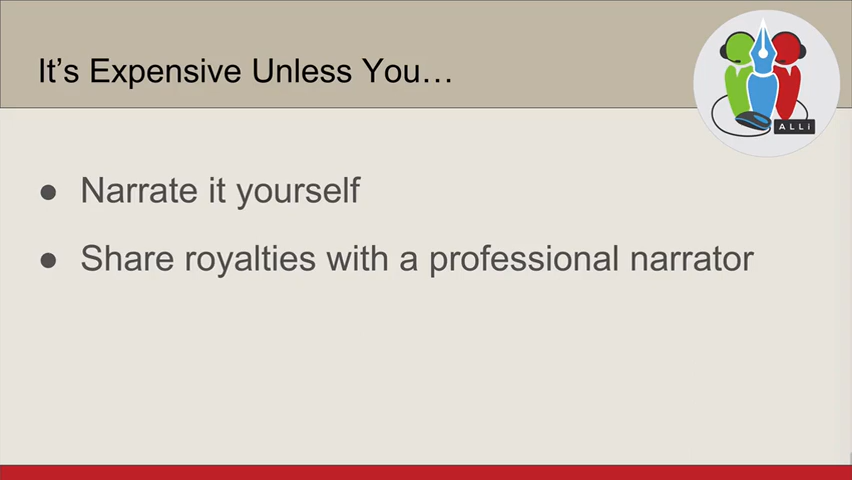 It's Expensive Unless You…
ALLi
● Narrate it yourself
● Share royalties with a professional narrator